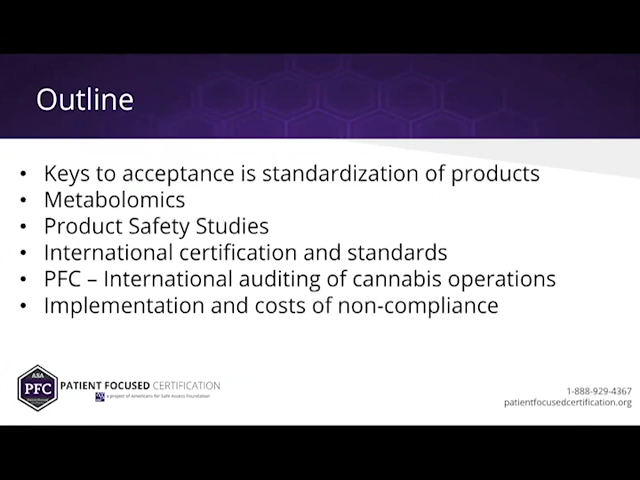 Outline
• Keys to acceptance is standardization of products
• Metabolomics
• Product Safety Studies
• International certification and standards
• PFC – International auditing of cannabis operations
• Implementation and costs of non-compliance
ASA
PFC
PATIENT FOCUSED CERTIFICATION
a project of Americans for Safe Access Foundation
1-888-929-4367
patientfocusedcertification.org